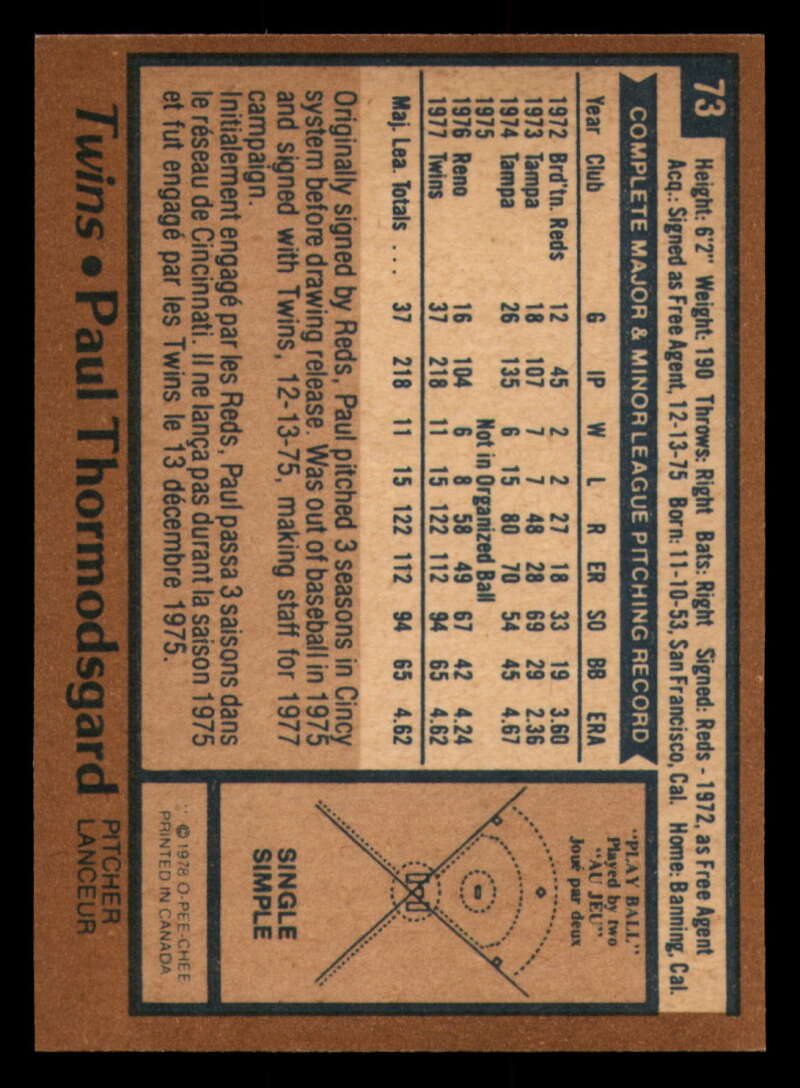 73
Height: 6'2" Weight: 190 Throws: Right Bats: Right Signed: Reds - 1972, as Free Agent
Acq.: Signed as Free Agent, 12-13-75 Born: 11-10-53, San Francisco, Cal. Home: Banning, Cal.
COMPLETE MAJOR & MINOR LEAGUE PITCHING RECORD
Year Club G IP W L R ER SO BB ERA
1972 Brd'tn. Reds 12 45 2 2 27 18 33 19 3.60
1973 Tampa 18 107 7 7 48 28 69 29 2.36
1974 Tampa 26 135 6 15 80 70 54 45 4.67
1975 Not in Organized Ball
1976 Reno 16 104 6 8 58 49 67 42 4.24
1977 Twins 37 218 11 15 122 112 94 65 4.62
Maj. Lea. Totals ... 37 218 11 15 122 112 94 65 4.62
Originally signed by Reds, Paul pitched 3 seasons in Cincy
system before drawing release. Was out of baseball in 1975
and signed with Twins, 12-13-75, making staff for 1977
campaign.
Initialement engagé par les Reds, Paul passa 3 saisons dans
le réseau de Cincinnati. Il ne lança pas durant la saison 1975
et fut engagé par les Twins le 13 décembre 1975.
"PLAY BALL"
Played by two
"AU JEU"
Joué par deux
SINGLE
SIMPLE
© 1978 O-PEE-CHEE
PRINTED IN CANADA
Twins • Paul Thormodsgard PITCHER
LANCEUR